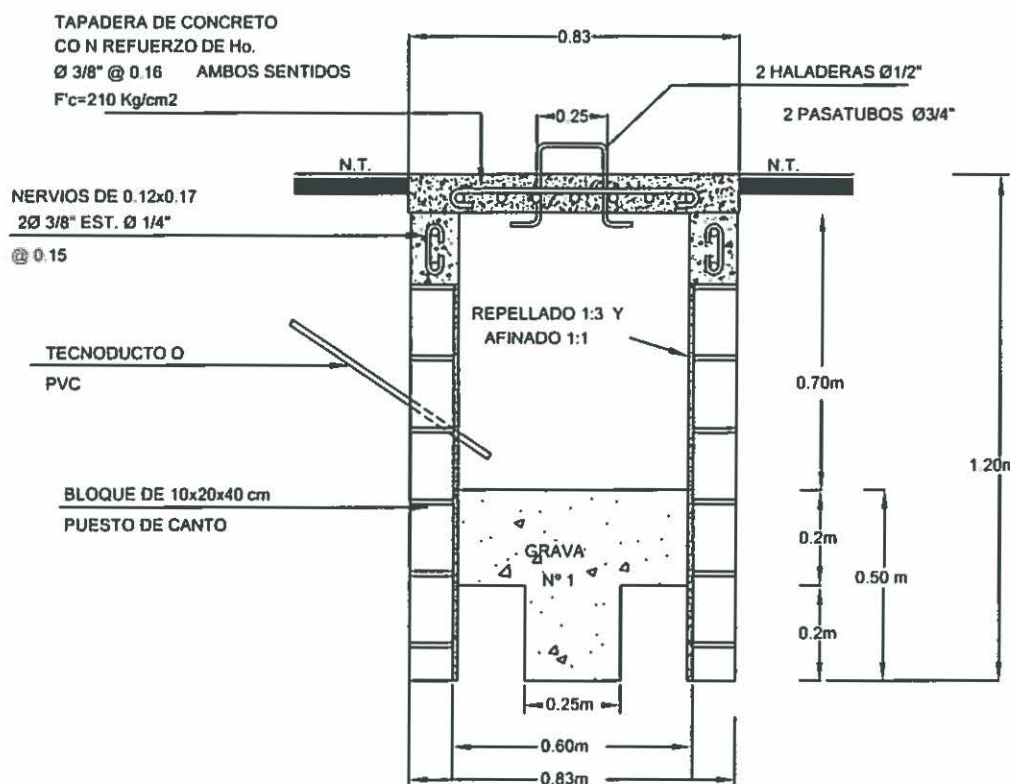 TAPADERA DE CONCRETO
CO N REFUERZO DE Ho.
Ø 3/8" @ 0.16 AMBOS SENTIDOS
F'c=210 Kg/cm2
0.83
2 HALADERAS Ø1/2"
2 PASATUBOS Ø3/4"
0.25
N.T.
N.T.
NERVIOS DE 0.12x0.17
2Ø 3/8" EST. Ø 1/4"
@ 0.15
REPELLADO 1:3 Y
AFINADO 1:1
TECNODUCTO O
PVC
0.70m
1.20m
BLOQUE DE 10x20x40 cm
PUESTO DE CANTO
GRAVA
Nº 1
0.2m
0.50 m
0.2m
0.25m
0.60m
0.83m